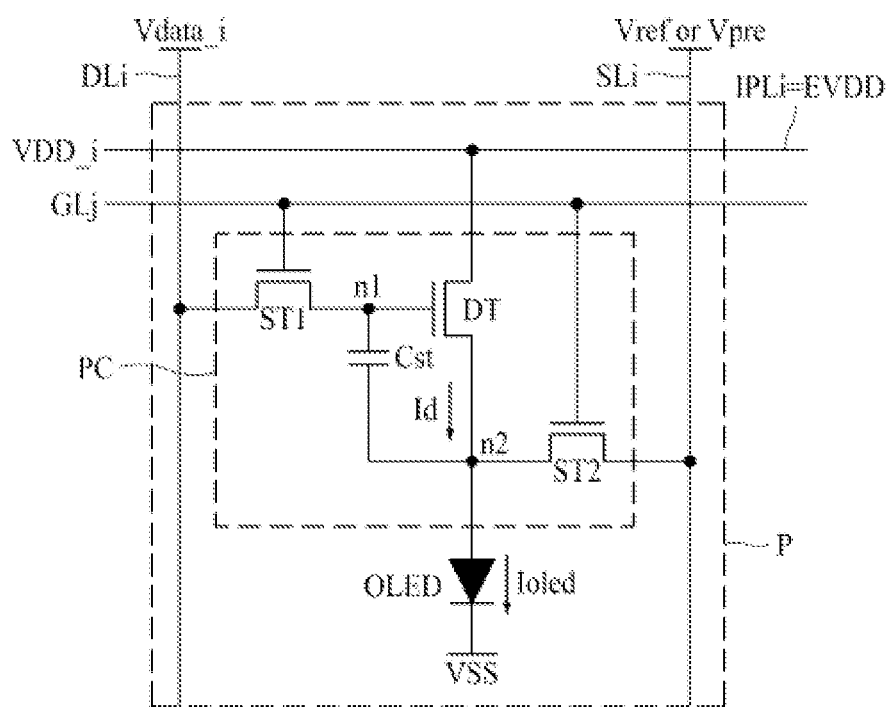 Vdata_i
Vref or Vpre
DLi
SLi
IPLi=EVDD
VDD_i
GLj
n1
DT
ST1
PC
Cst
Id
n2
ST2
P
OLED
Ioled
VSS